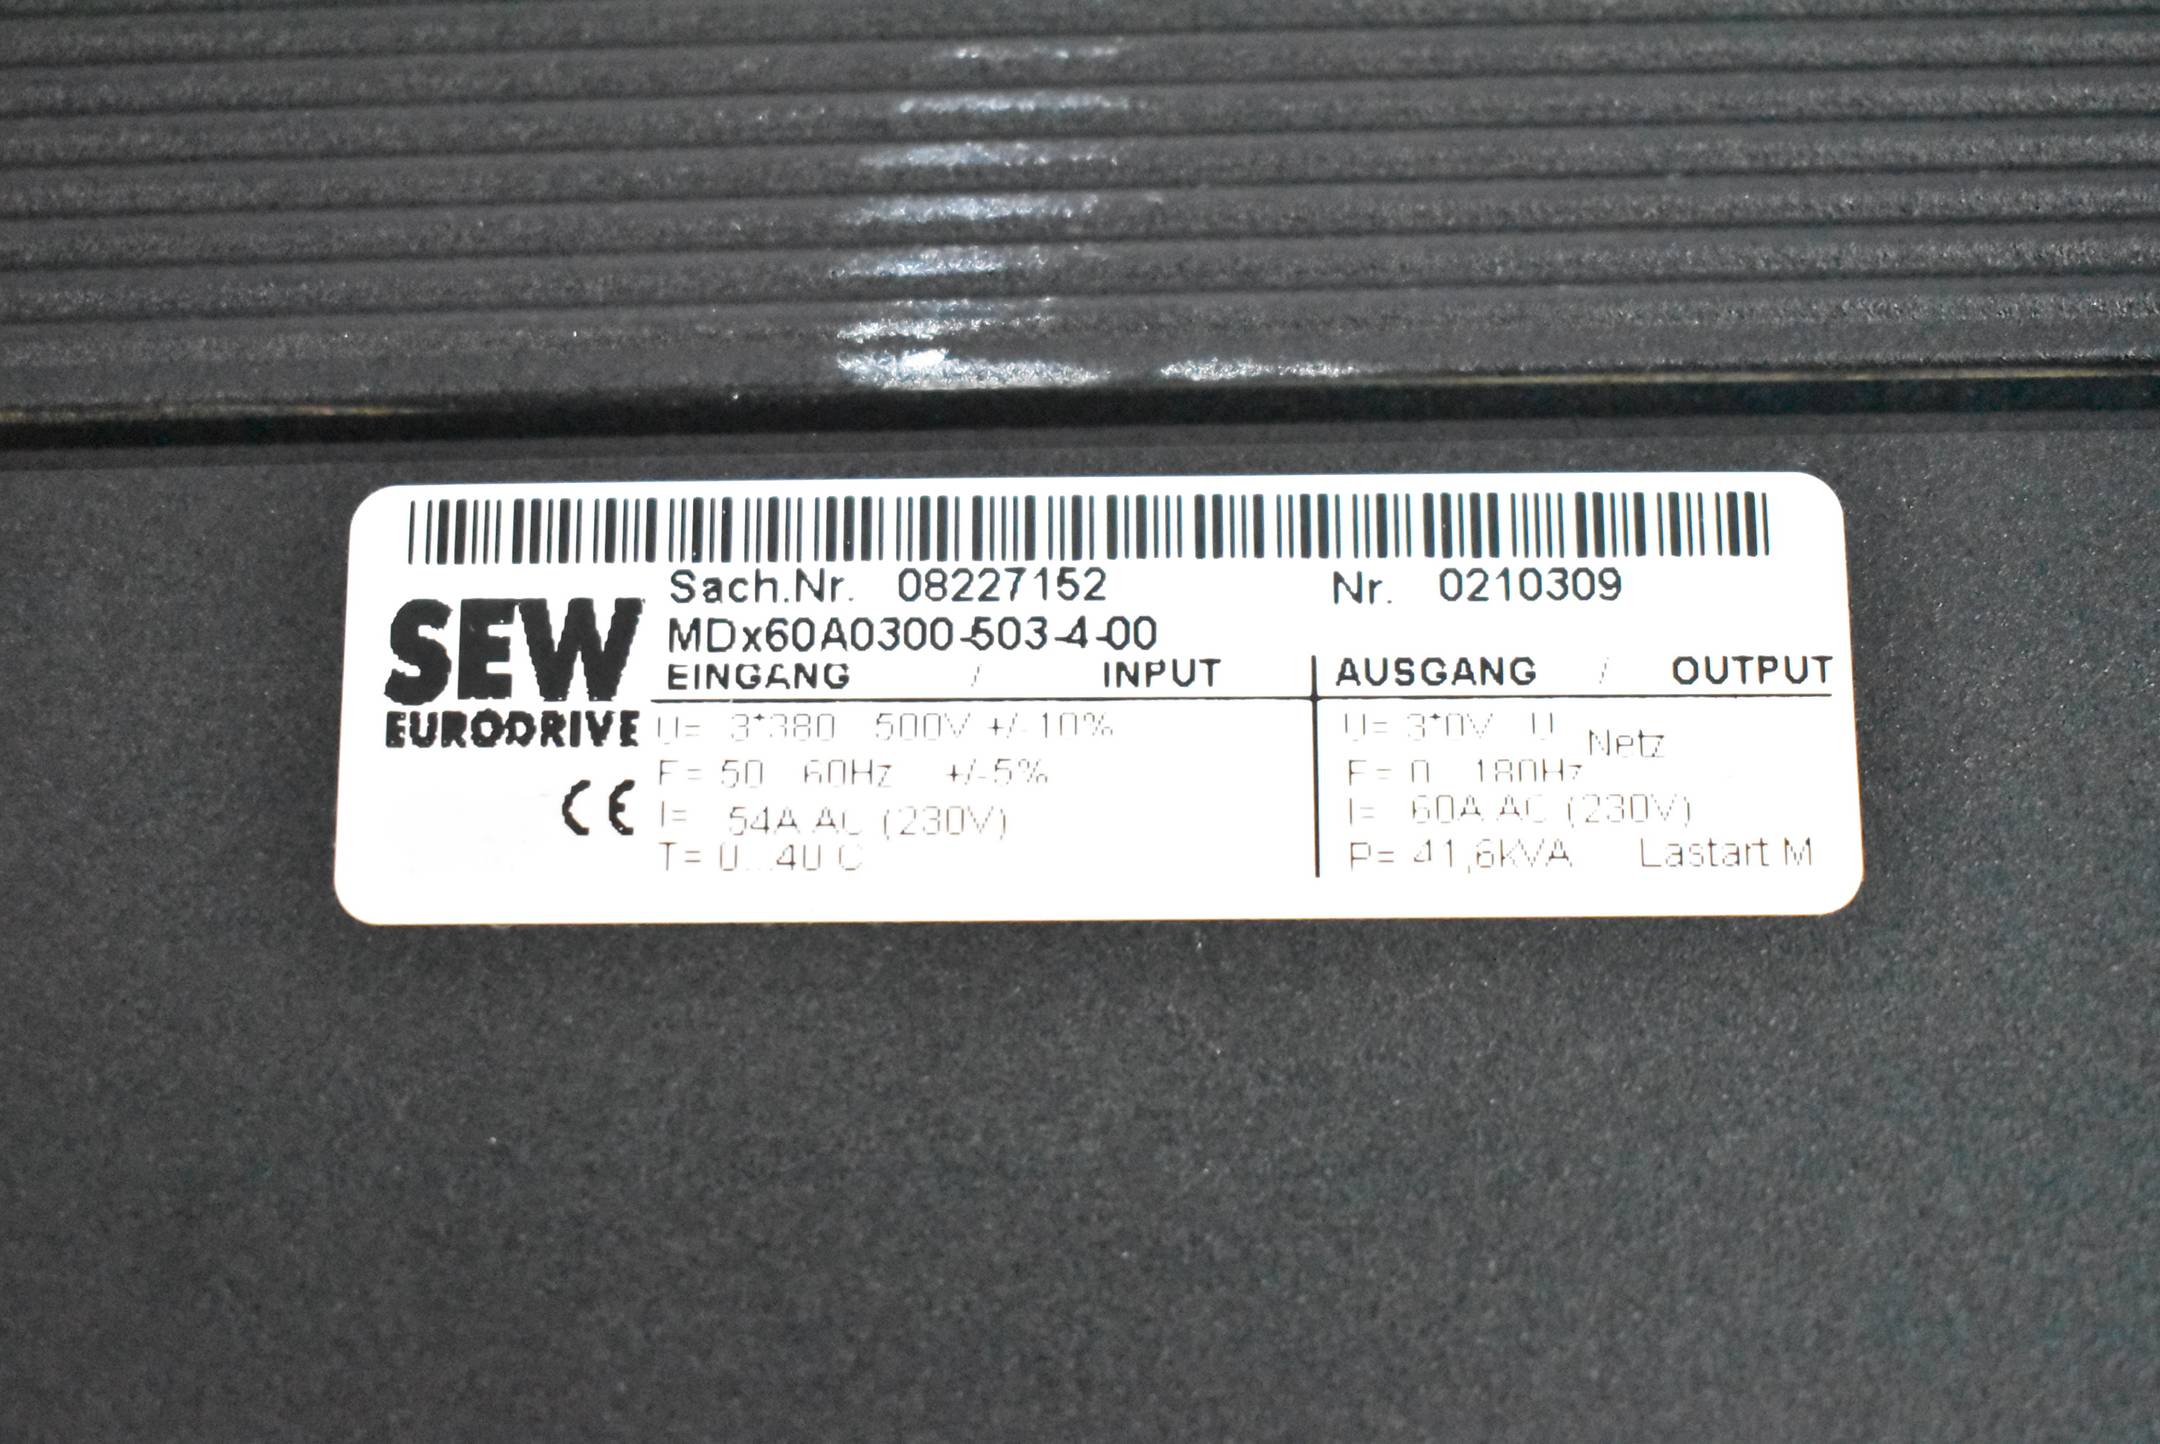 Sach.Nr. 08227152 Nr. 0210309
SEW
EURODRIVE
CE
MDx60A0300-503-4-00
EINGANG / INPUT
U= 3*380 500V +/-10%
F= 50 60Hz +/-5%
I= 54A AC (230V)
T= 0...40 C
AUSGANG / OUTPUT
U= 3*0V U Netz
F= 0 180Hz
I= 60A AC (230V)
P= 41,6kVA Lastart M